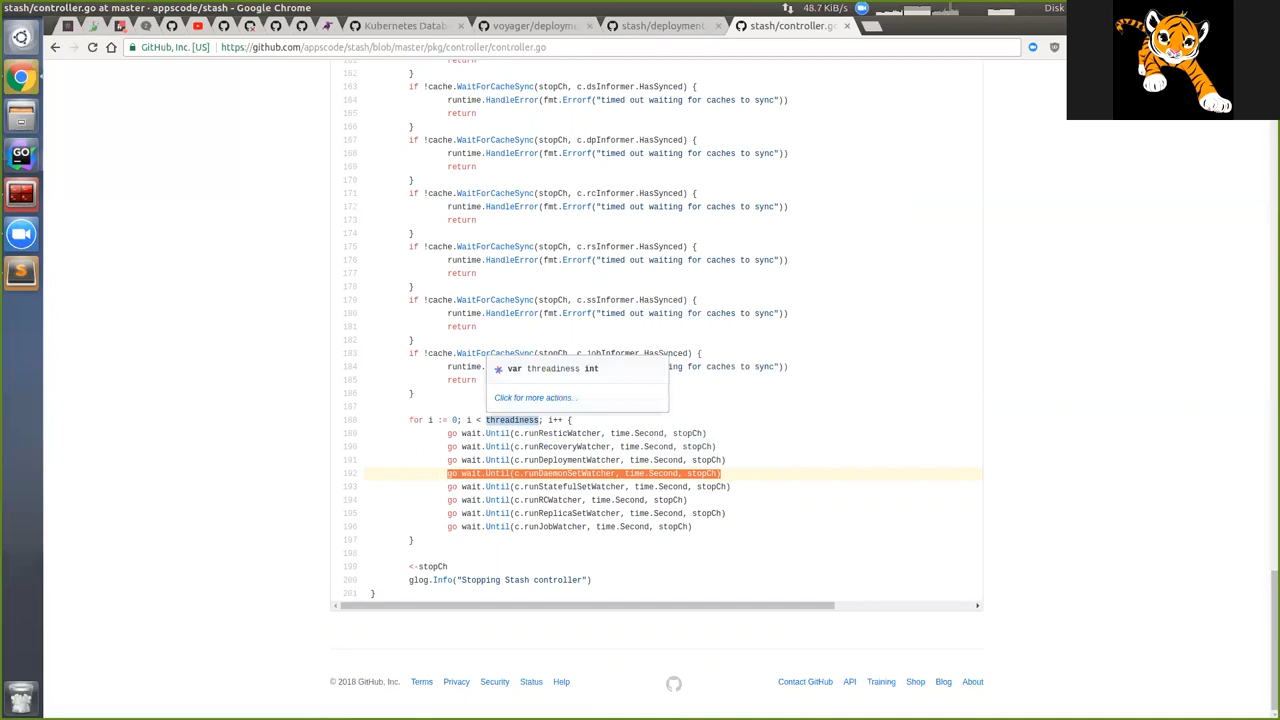 stash/controller.go at master · appscode/stash - Google Chrome
48.7 KiB/s
Disk
Kubernetes Datab
voyager/deployme
stash/deployment
stash/controller.go
GitHub, Inc. [US]
https://github.com/appscode/stash/blob/master/pkg/controller/controller.go
161 return
162 }
163 if !cache.WaitForCacheSync(stopCh, c.dsInformer.HasSynced) {
164 runtime.HandleError(fmt.Errorf("timed out waiting for caches to sync"))
165 return
166 }
167 if !cache.WaitForCacheSync(stopCh, c.dpInformer.HasSynced) {
168 runtime.HandleError(fmt.Errorf("timed out waiting for caches to sync"))
169 return
170 }
171 if !cache.WaitForCacheSync(stopCh, c.rcInformer.HasSynced) {
172 runtime.HandleError(fmt.Errorf("timed out waiting for caches to sync"))
173 return
174 }
175 if !cache.WaitForCacheSync(stopCh, c.rsInformer.HasSynced) {
176 runtime.HandleError(fmt.Errorf("timed out waiting for caches to sync"))
177 return
178 }
179 if !cache.WaitForCacheSync(stopCh, c.ssInformer.HasSynced) {
180 runtime.HandleError(fmt.Errorf("timed out waiting for caches to sync"))
181 return
182 }
183 if !cache.WaitForCacheSync(stopCh, c.jobInformer.HasSynced) {
184 runtime. ing for caches to sync"))
185 return
186 }
var threadiness int
Click for more actions. .
187
188 for i := 0; i < threadiness; i++ {
189 go wait.Until(c.runResticWatcher, time.Second, stopCh)
190 go wait.Until(c.runRecoveryWatcher, time.Second, stopCh)
191 go wait.Until(c.runDeploymentWatcher, time.Second, stopCh)
192 go wait.Until(c.runDaemonSetWatcher, time.Second, stopCh)
193 go wait.Until(c.runStatefulSetWatcher, time.Second, stopCh)
194 go wait.Until(c.runRCWatcher, time.Second, stopCh)
195 go wait.Until(c.runReplicaSetWatcher, time.Second, stopCh)
196 go wait.Until(c.runJobWatcher, time.Second, stopCh)
197 }
198
199 <-stopCh
200 glog.Info("Stopping Stash controller")
201 }
© 2018 GitHub, Inc. Terms Privacy Security Status Help Contact GitHub API Training Shop Blog About